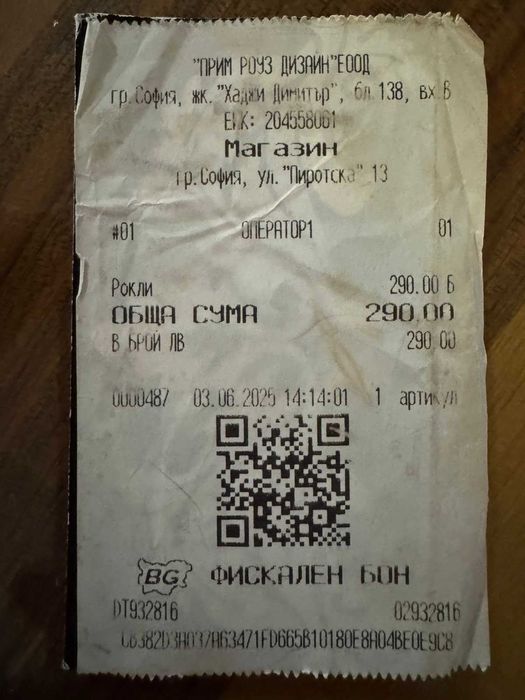 "ПРИМ РОУЗ ДИЗАЙН"ЕООД
гр.София, жк."Хаджи Димитър", бл.138, вх.В
ЕИК: 204558061
Магазин
гр.София, ул."Пиротска" 13
#01 ОПЕРАТОР1 01
Рокли 290.00 Б
ОБЩА СУМА 290.00
В БРОЙ ЛВ 290.00
0000487 03.06.2025 14:14:01 1 артикул
BG ФИСКАЛЕН БОН
DT932816 02932816